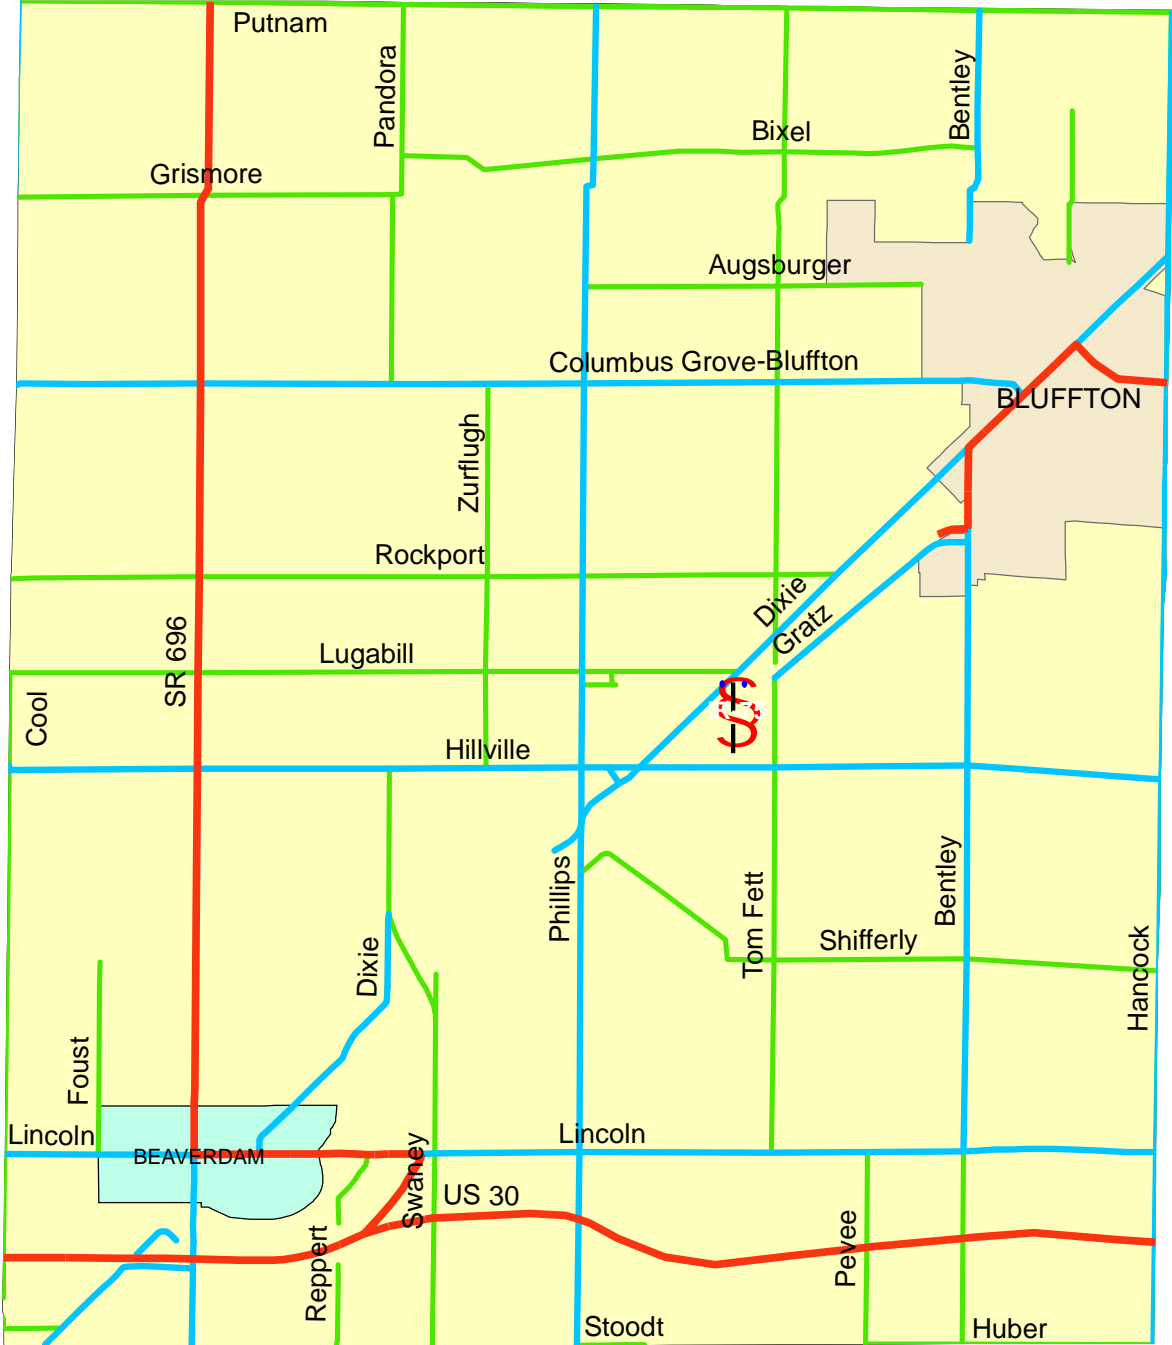 Putnam
Pandora
Bentley
Bixel
Grismore
Augsburger
Columbus Grove-Bluffton
BLUFFTON
Zurflugh
Rockport
Dixie
Gratz
SR 696
Lugabill
Cool
Hillville
Phillips
Tom Fett
Bentley
Shifferly
Dixie
Hancock
Foust
Lincoln
BEAVERDAM
Lincoln
Swaney
US 30
Reppert
Pevee
Stoodt
Huber